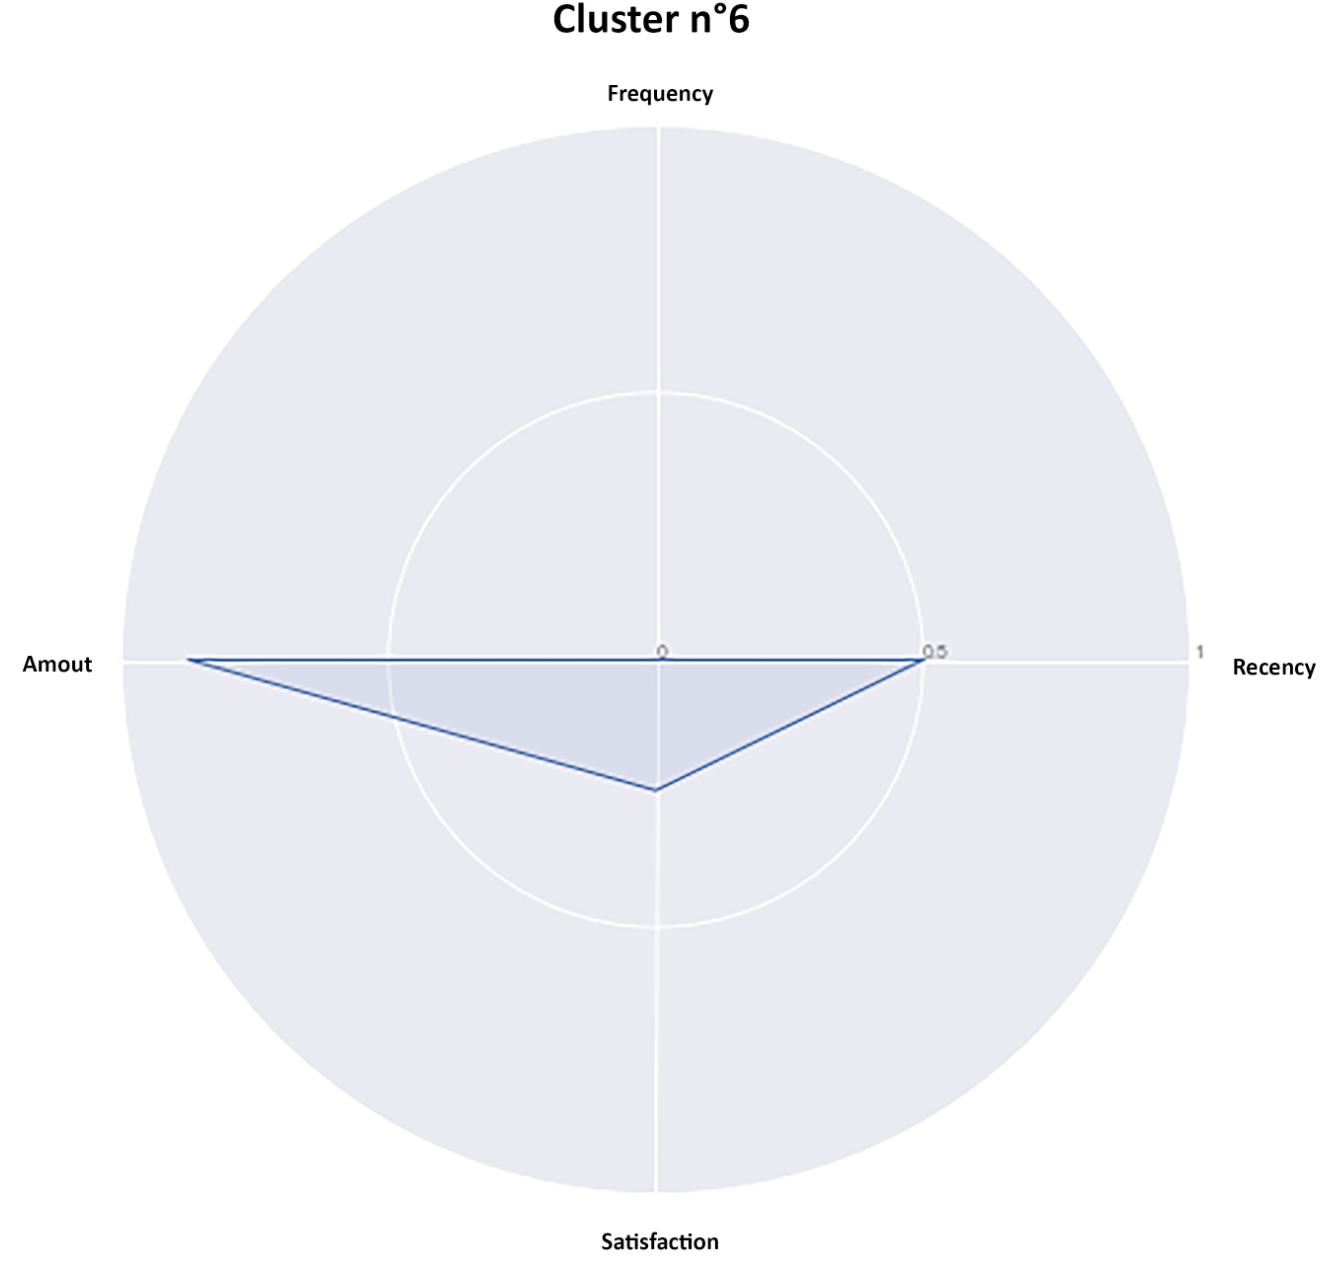 Cluster n°6
Frequency
Amout
0
0.5
1
Recency
Satisfaction